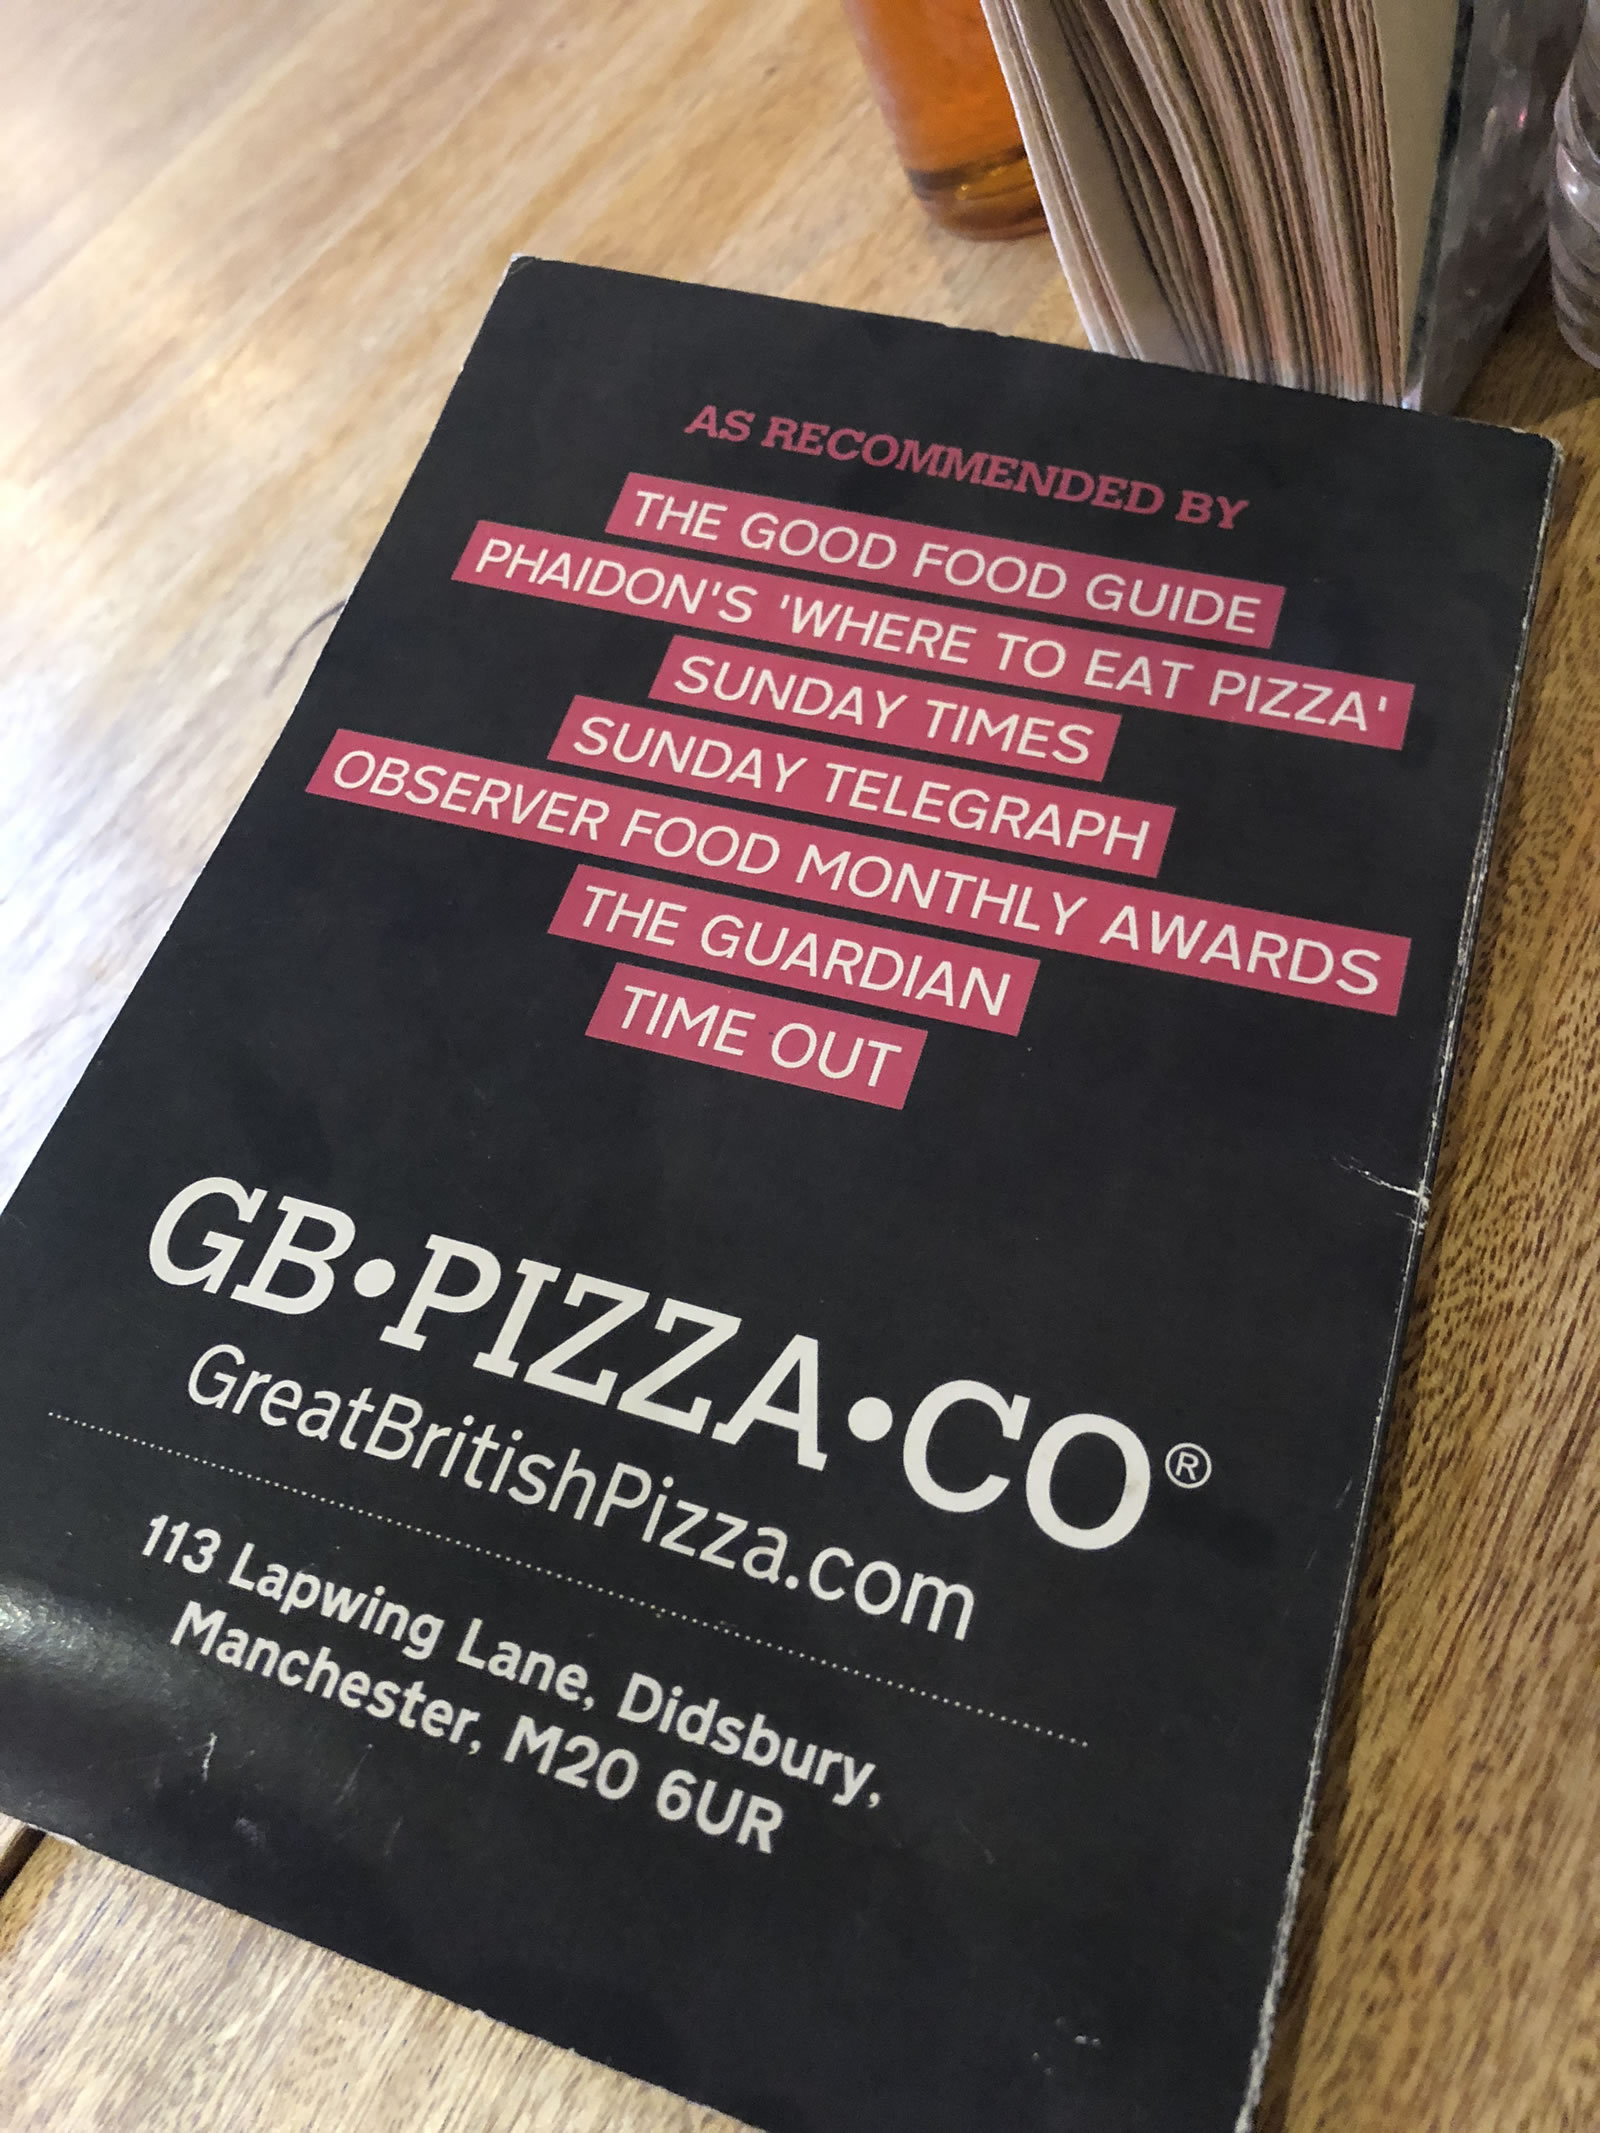 AS RECOMMENDED BY
THE GOOD FOOD GUIDE
PHAIDON'S 'WHERE TO EAT PIZZA'
SUNDAY TIMES
SUNDAY TELEGRAPH
OBSERVER FOOD MONTHLY AWARDS
THE GUARDIAN
TIME OUT
GB•PIZZA•CO®
GreatBritishPizza.com
113 Lapwing Lane, Didsbury,
Manchester, M20 6UR